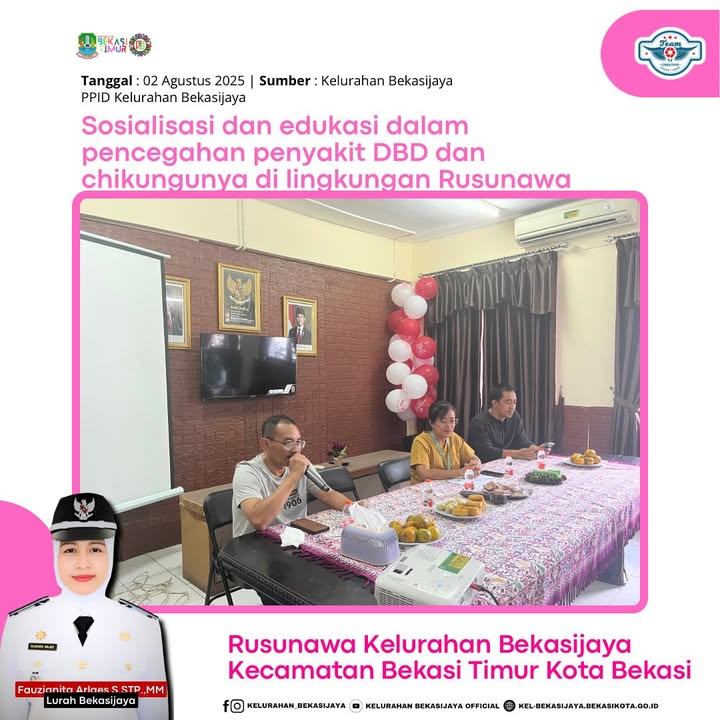 BEKASI
TIMUR
Team
CREATIVE
Tanggal : 02 Agustus 2025 | Sumber : Kelurahan Bekasijaya
PPID Kelurahan Bekasijaya
Sosialisasi dan edukasi dalam
pencegahan penyakit DBD dan
chikungunya di lingkungan Rusunawa
1906
Fauzianita Arlaes S.STP.,MM
Lurah Bekasijaya
Rusunawa Kelurahan Bekasijaya
Kecamatan Bekasi Timur Kota Bekasi
KELURAHAN_BEKASIJAYA
KELURAHAN BEKASIJAYA OFFICIAL
KEL-BEKASIJAYA.BEKASIKOTA.GO.ID